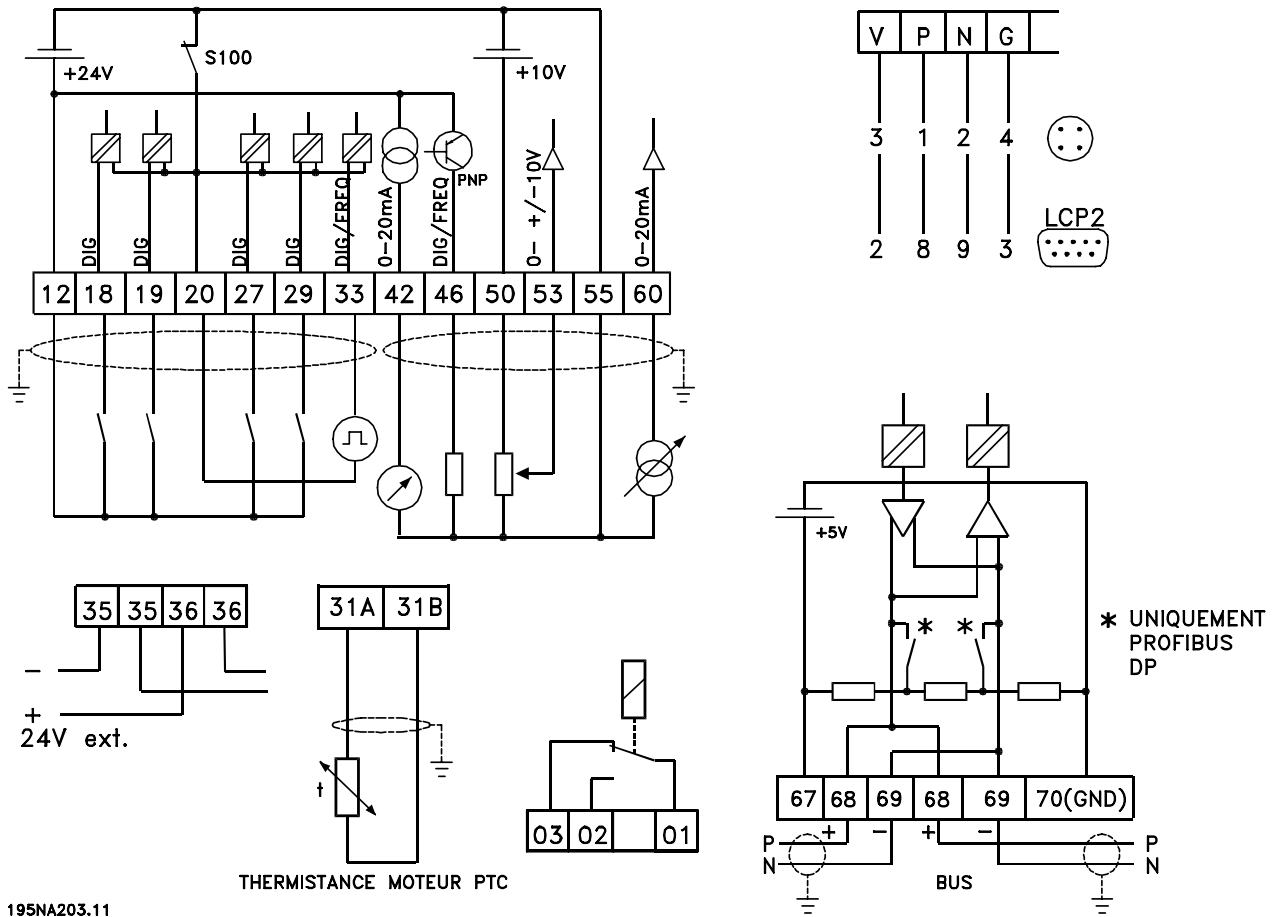 +24V
S100
+10V
DIG
DIG
DIG
DIG
DIG/FREQ
0-20mA
DIG/FREQ
PNP
0- +/-10V
0-20mA
12 18 19 20 27 29 33 42 46 50 53 55 60
V P N G
3 1 2 4
LCP2
2 8 9 3
35 35 36 36
-
+
24V ext.
31A 31B
t
THERMISTANCE MOTEUR PTC
03 02 01
+5V
* *
* UNIQUEMENT
PROFIBUS
DP
67 68 69 68 69 70(GND)
+ - + -
P P
N N
BUS
195NA203.11